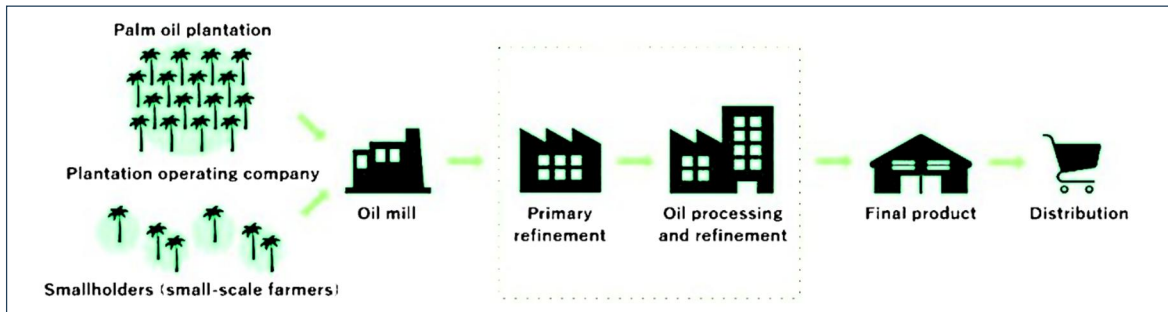 Palm oil plantation
Plantation operating company
Smallholders (small-scale farmers)
Oil mill
Primary
refinement
Oil processing
and refinement
Final product
Distribution